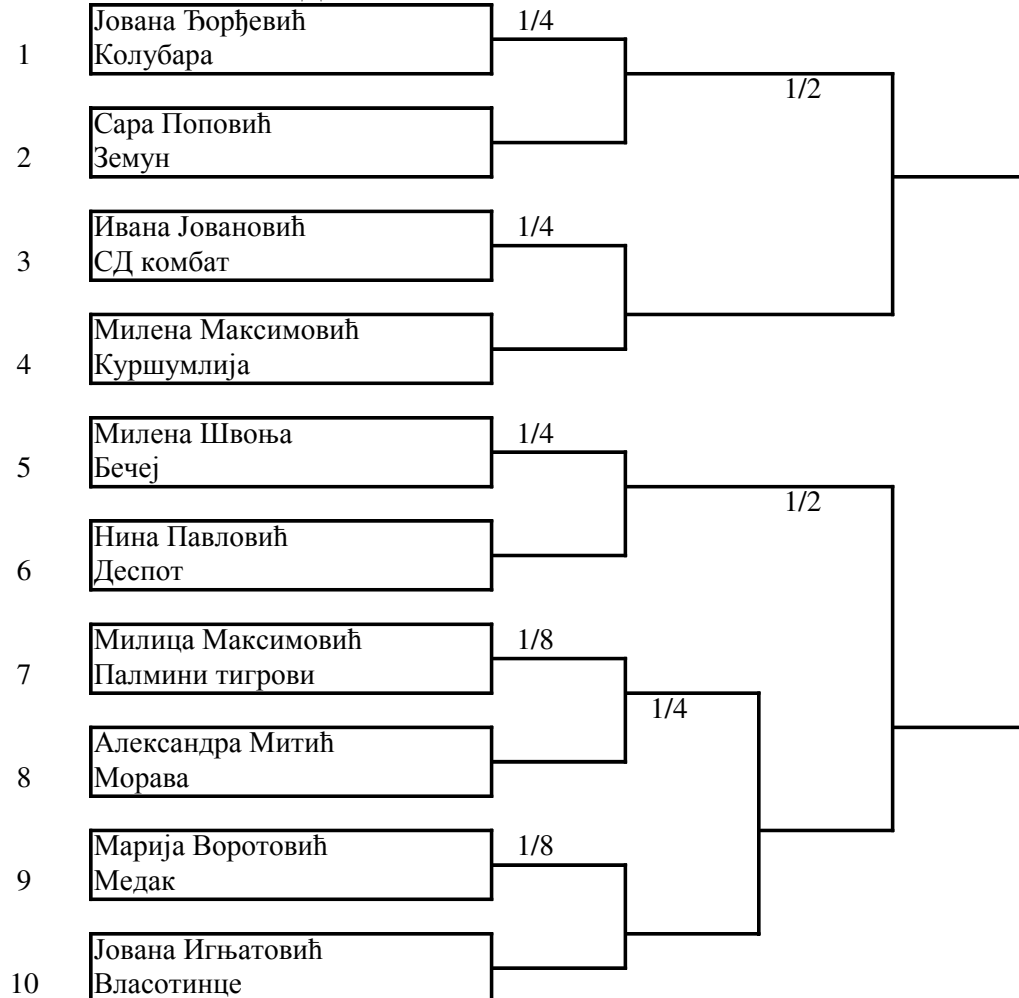 Јована Ђорђевић
1/4
1
Колубара
1/2
Сара Поповић
2
Земун
Ивана Јовановић
1/4
3
СД комбат
Милена Максимовић
4
Куршумлија
Милена Швоња
1/4
5
Бечеј
1/2
Нина Павловић
6
Деспот
Милица Максимовић
1/8
7
Палмини тигрови
1/4
Александра Митић
8
Морава
Марија Воротовић
1/8
9
Медак
Јована Игњатовић
10
Власотинце